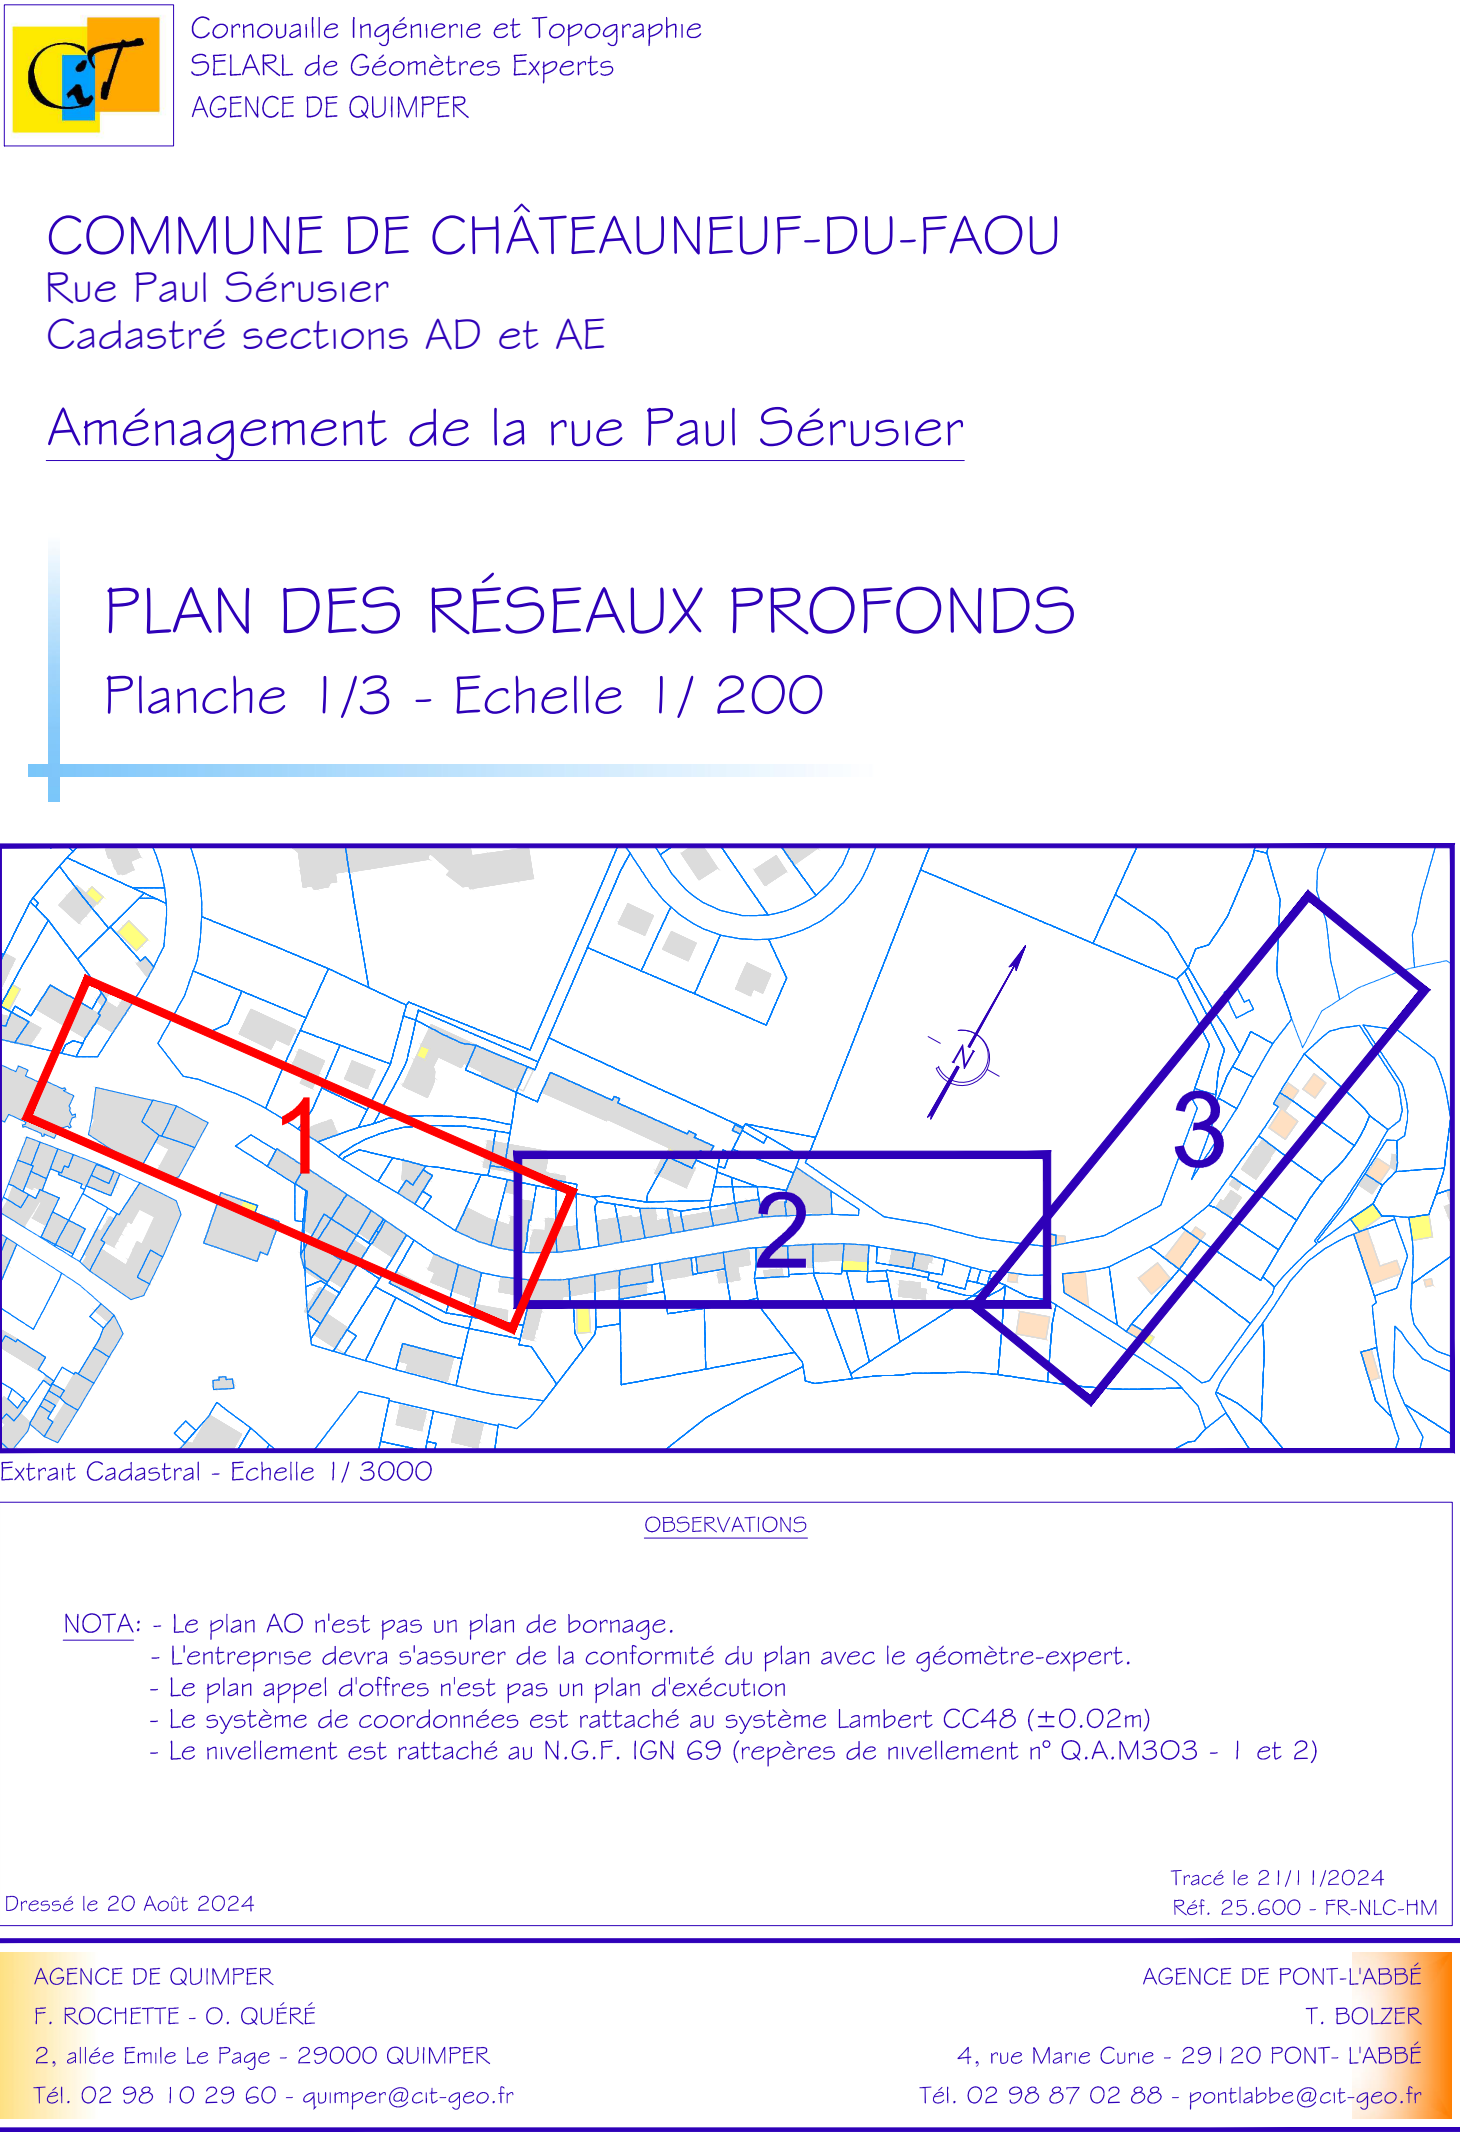 CiT
Cornouaille Ingénierie et Topographie
SELARL de Géomètres Experts
AGENCE DE QUIMPER
COMMUNE DE CHÂTEAUNEUF-DU-FAOU
Rue Paul Sérusier
Cadastré sections AD et AE
Aménagement de la rue Paul Sérusier
PLAN DES RÉSEAUX PROFONDS
Planche 1/3 - Echelle 1/ 200
N
1
2
3
Extrait Cadastral - Echelle 1/ 3000
OBSERVATIONS
NOTA: - Le plan AO n'est pas un plan de bornage.
- L'entreprise devra s'assurer de la conformité du plan avec le géomètre-expert.
- Le plan appel d'offres n'est pas un plan d'exécution
- Le système de coordonnées est rattaché au système Lambert CC48 (±0.02m)
- Le nivellement est rattaché au N.G.F. IGN 69 (repères de nivellement n° Q.A.M3O3 - 1 et 2)
Tracé le 21/11/2024
Dressé le 20 Août 2024
Réf. 25.600 - FR-NLC-HM
AGENCE DE QUIMPER
F. ROCHETTE - O. QUÉRÉ
2, allée Emile Le Page - 29000 QUIMPER
Tél. 02 98 10 29 60 - quimper@cit-geo.fr
AGENCE DE PONT-L'ABBÉ
T. BOLZER
4, rue Marie Curie - 29120 PONT- L'ABBÉ
Tél. 02 98 87 02 88 - pontlabbe@cit-geo.fr